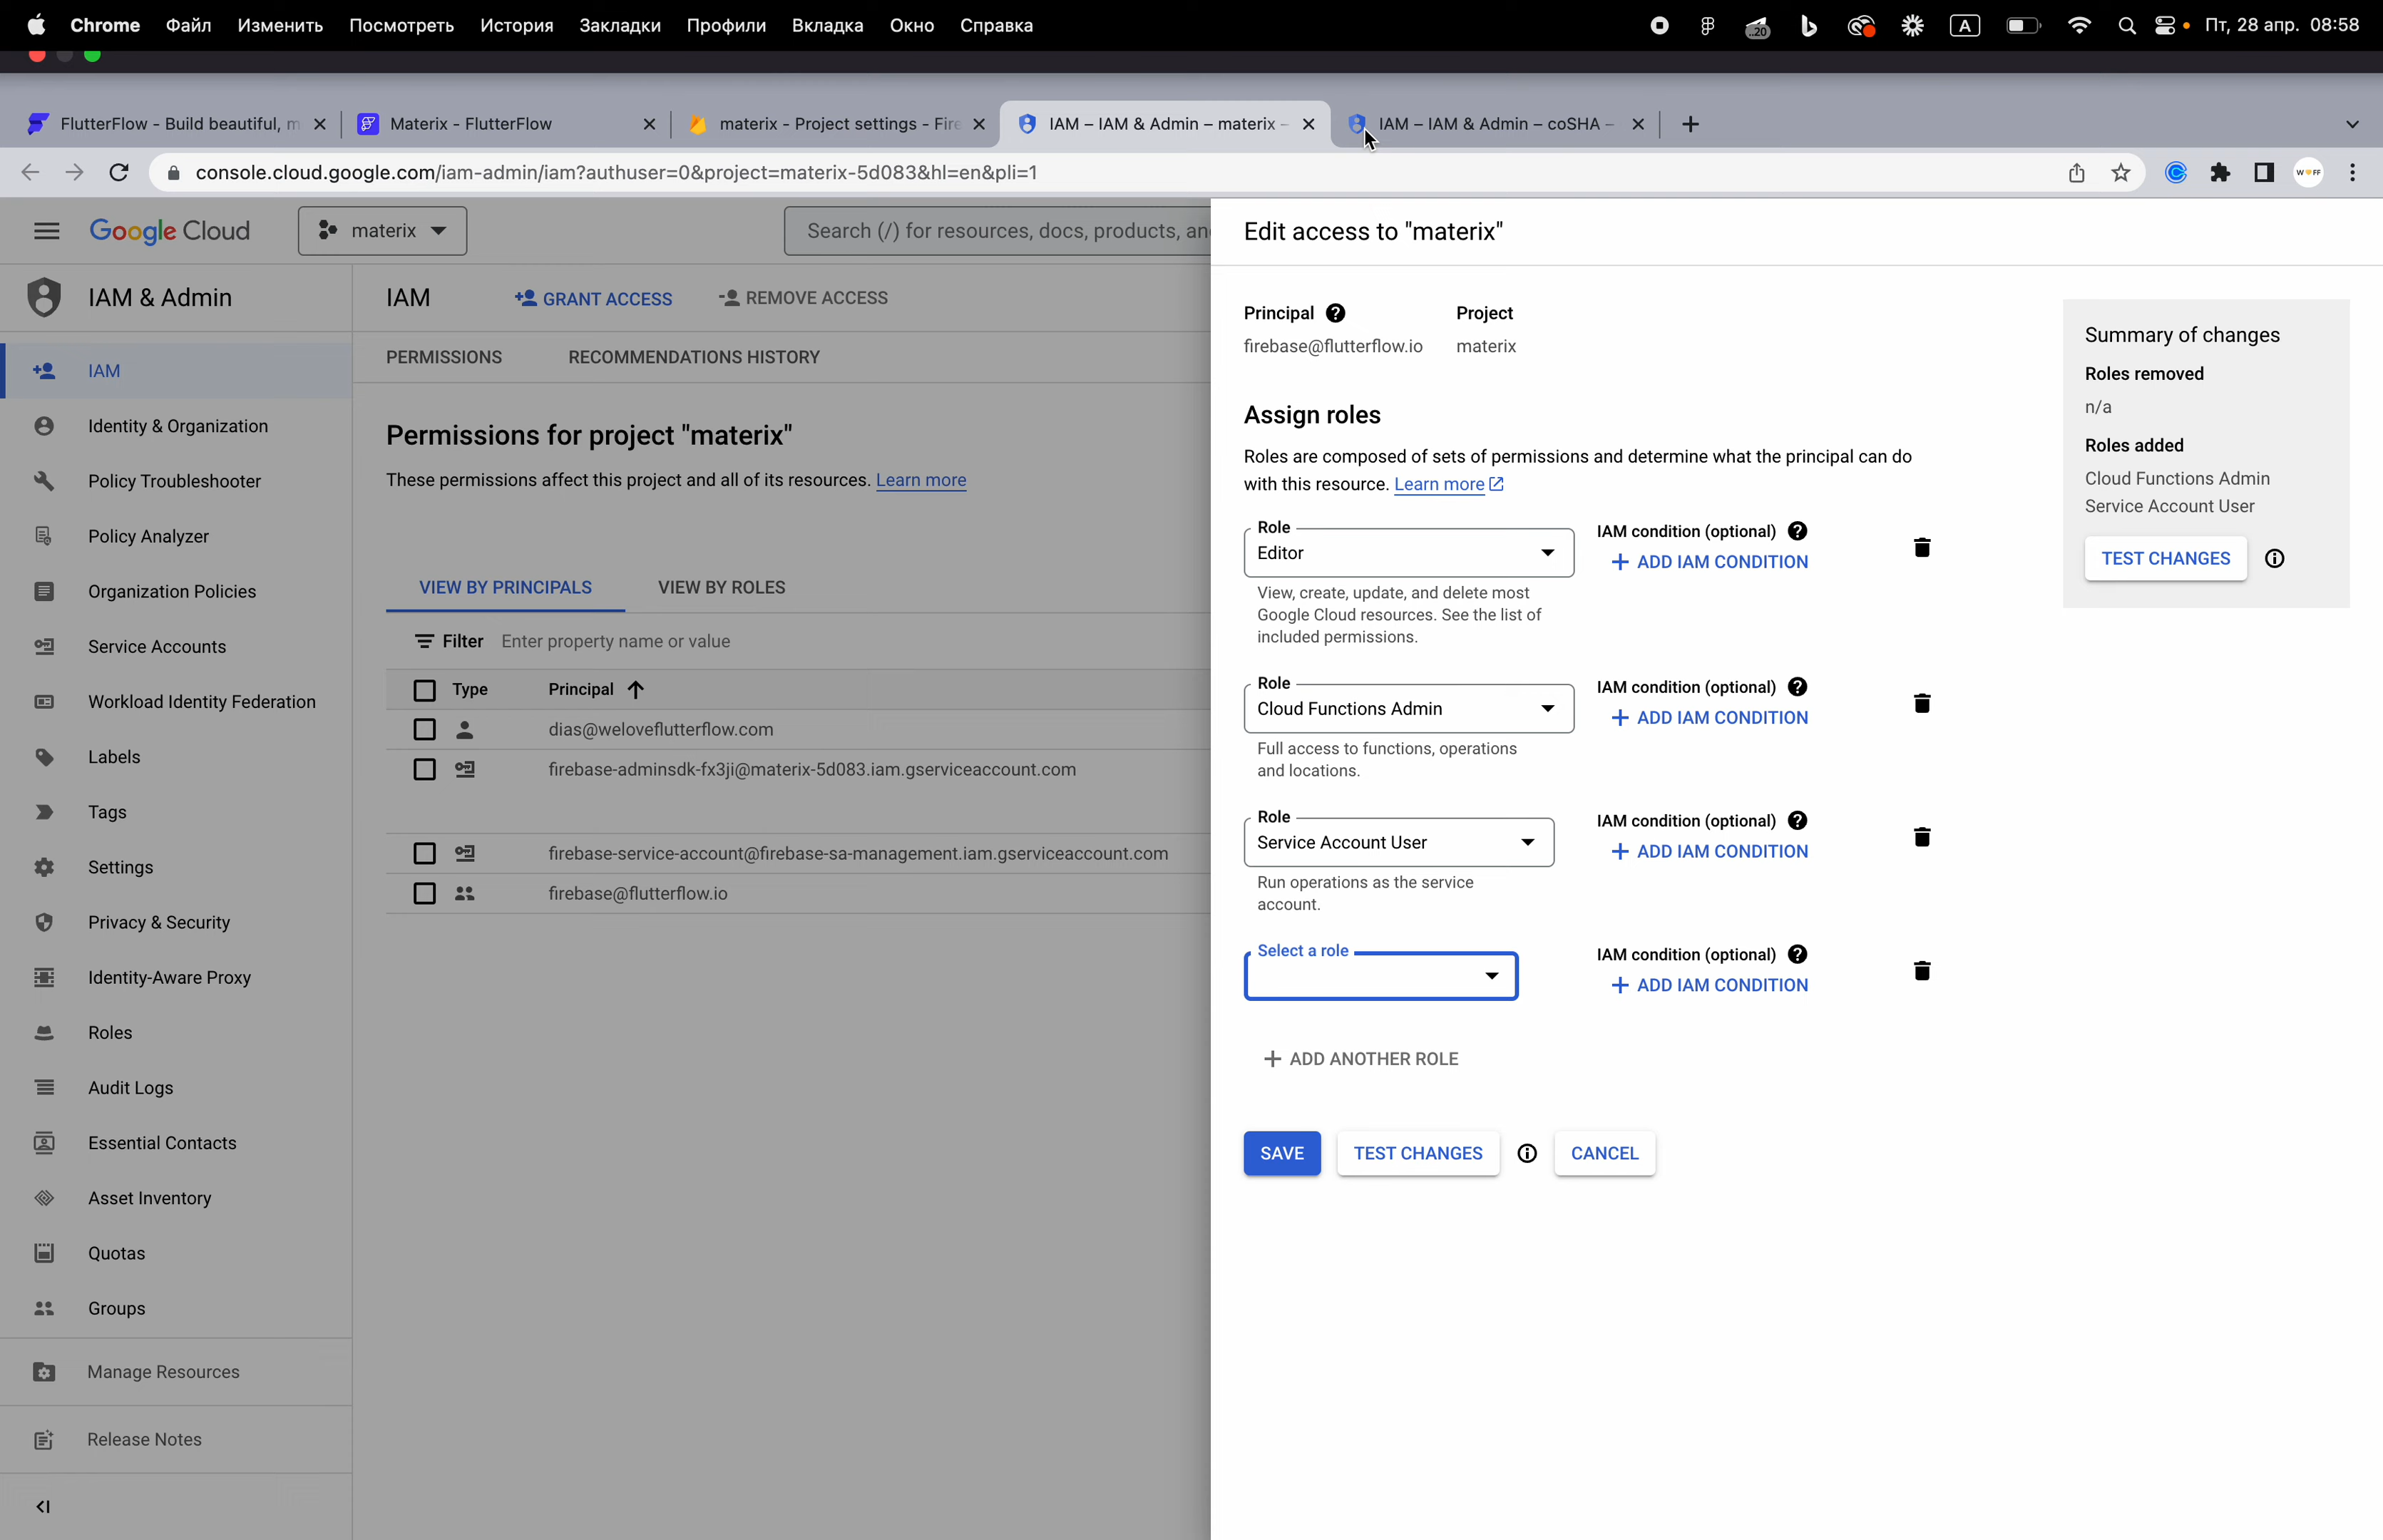 Chrome Файл Изменить Посмотреть История Закладки Профили Вкладка Окно Справка
..20 A Пт, 28 апр. 08:58
FlutterFlow - Build beautiful, m
Materix - FlutterFlow
materix - Project settings - Fire
IAM – IAM & Admin – materix –
IAM – IAM & Admin – coSHA –
console.cloud.google.com/iam-admin/iam?authuser=0&project=materix-5d083&hl=en&pli=1
W FF
Google Cloud
materix
Search (/) for resources, docs, products, an
IAM & Admin
IAM
Identity & Organization
Policy Troubleshooter
Policy Analyzer
Organization Policies
Service Accounts
Workload Identity Federation
Labels
Tags
Settings
Privacy & Security
Identity-Aware Proxy
Roles
Audit Logs
Essential Contacts
Asset Inventory
Quotas
Groups
Manage Resources
Release Notes
IAM
GRANT ACCESS
REMOVE ACCESS
PERMISSIONS
RECOMMENDATIONS HISTORY
Permissions for project "materix"
These permissions affect this project and all of its resources. Learn more
VIEW BY PRINCIPALS
VIEW BY ROLES
Filter Enter property name or value
Type Principal
dias@weloveflutterflow.com
firebase-adminsdk-fx3ji@materix-5d083.iam.gserviceaccount.com
firebase-service-account@firebase-sa-management.iam.gserviceaccount.com
firebase@flutterflow.io
Edit access to "materix"
Principal Project
firebase@flutterflow.io materix
Assign roles
Roles are composed of sets of permissions and determine what the principal can do
with this resource. Learn more
Role
Editor
IAM condition (optional)
ADD IAM CONDITION
View, create, update, and delete most
Google Cloud resources. See the list of
included permissions.
Role
Cloud Functions Admin
IAM condition (optional)
ADD IAM CONDITION
Full access to functions, operations
and locations.
Role
Service Account User
IAM condition (optional)
ADD IAM CONDITION
Run operations as the service
account.
Select a role
IAM condition (optional)
ADD IAM CONDITION
ADD ANOTHER ROLE
SAVE
TEST CHANGES
CANCEL
Summary of changes
Roles removed
n/a
Roles added
Cloud Functions Admin
Service Account User
TEST CHANGES